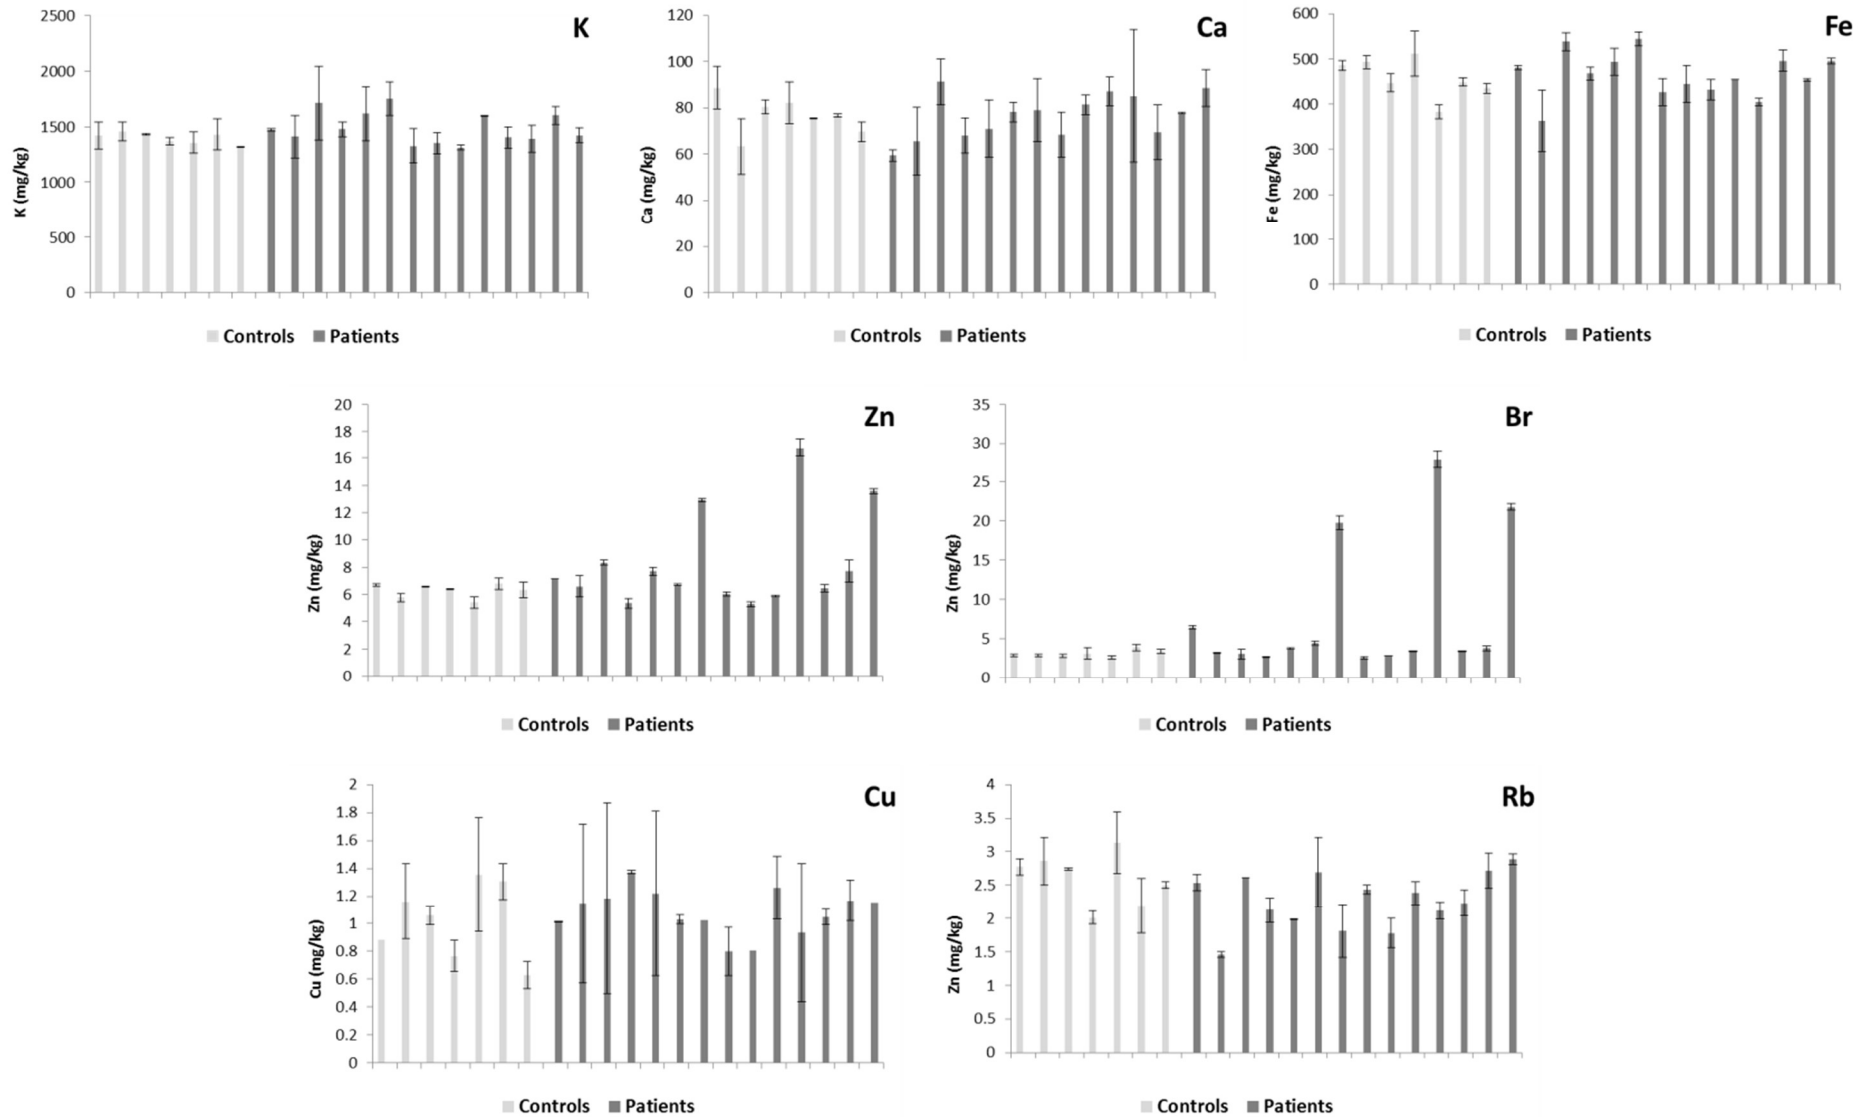 K
K (mg/kg)
2500
2000
1500
1000
500
0
Controls Patients
Ca
Ca (mg/kg)
120
100
80
60
40
20
0
Controls Patients
Fe
Fe (mg/kg)
600
500
400
300
200
100
0
Controls Patients
Zn
Zn (mg/kg)
20
18
16
14
12
10
8
6
4
2
0
Controls Patients
Br
Zn (mg/kg)
35
30
25
20
15
10
5
0
Controls Patients
Cu
Cu (mg/kg)
2
1.8
1.6
1.4
1.2
1
0.8
0.6
0.4
0.2
0
Controls Patients
Rb
Zn (mg/kg)
4
3.5
3
2.5
2
1.5
1
0.5
0
Controls Patients